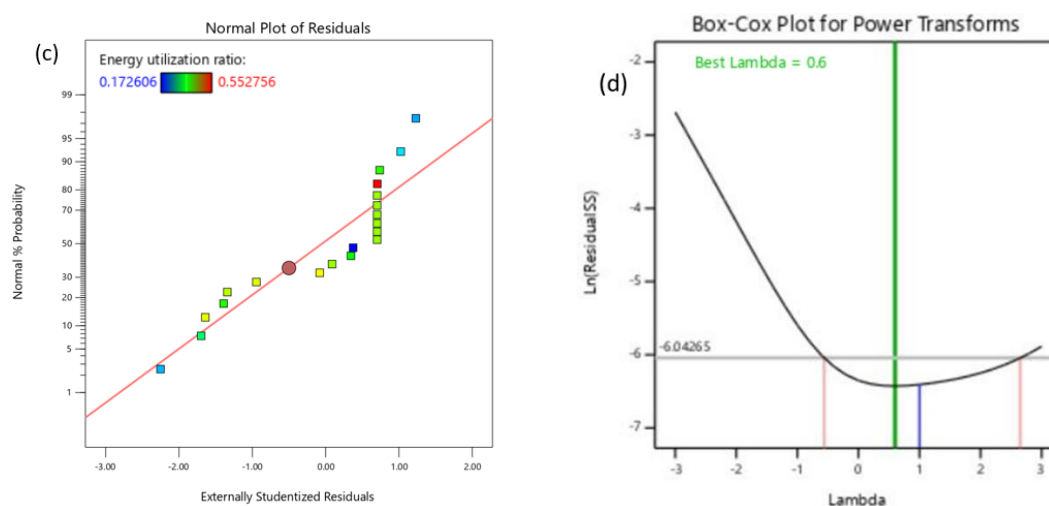 (c)
Normal Plot of Residuals
Energy utilization ratio:
0.172606 0.552756
Normal % Probability
99
95
90
80
70
50
30
20
10
5
1
-3.00 -2.00 -1.00 0.00 1.00 2.00
Externally Studentized Residuals
Box-Cox Plot for Power Transforms
(d)
Best Lambda = 0.6
Ln(ResidualSS)
-2
-3
-4
-5
-6
-7
-6.04265
-3 -2 -1 0 1 2 3
Lambda